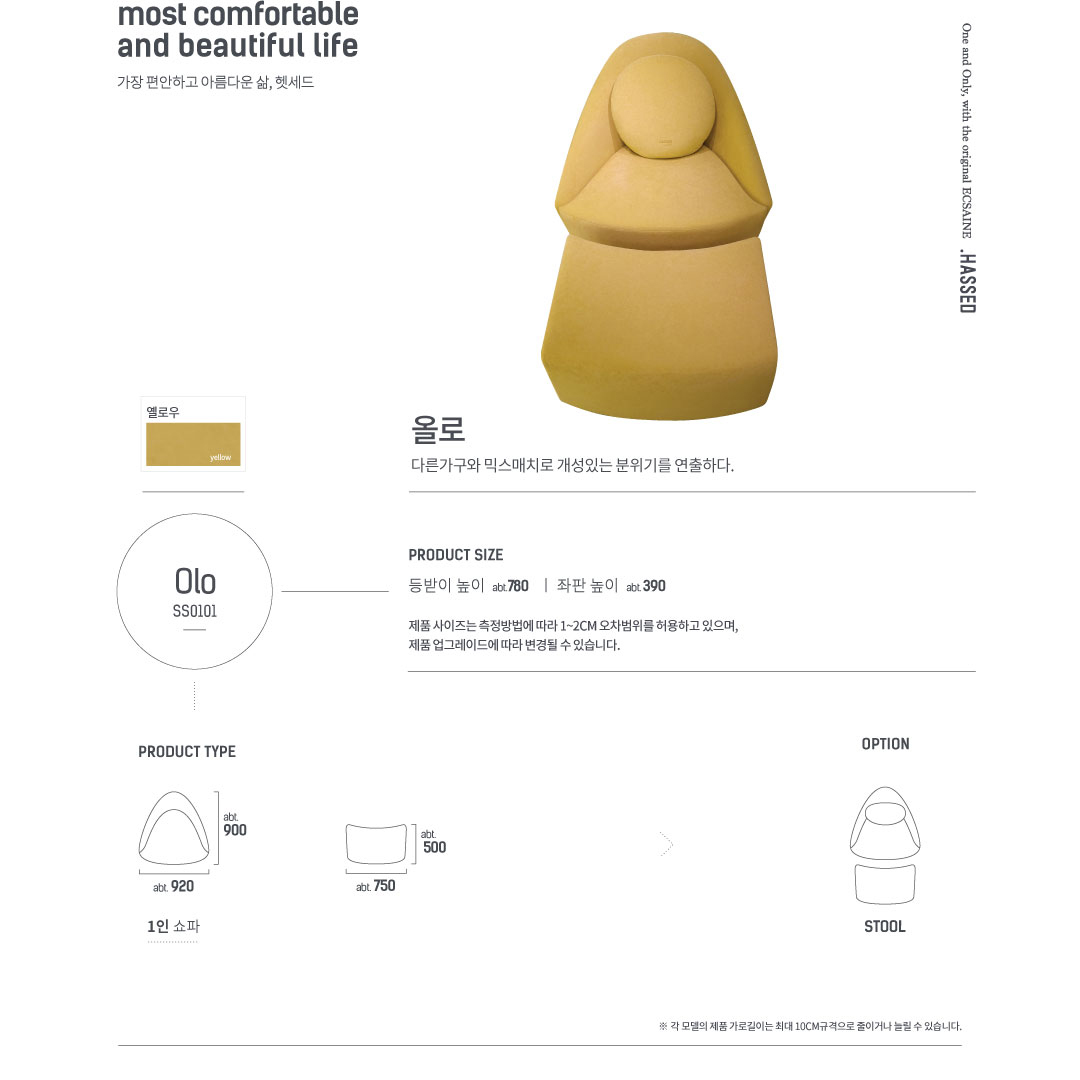 most comfortable
and beautiful life
가장 편안하고 아름다운 삶, 헷세드
One and Only, with the original ECSAINE .HASSED
옐로우
yellow
올로
다른가구와 믹스매치로 개성있는 분위기를 연출하다.
Olo
SS0101
PRODUCT SIZE
등받이 높이 abt.780 | 좌판 높이 abt.390
제품 사이즈는 측정방법에 따라 1~2CM 오차범위를 허용하고 있으며,
제품 업그레이드에 따라 변경될 수 있습니다.
PRODUCT TYPE
abt.
900
abt. 920
1인 쇼파
abt.
500
abt. 750
OPTION
STOOL
※ 각 모델의 제품 가로길이는 최대 10CM규격으로 줄이거나 늘릴 수 있습니다.